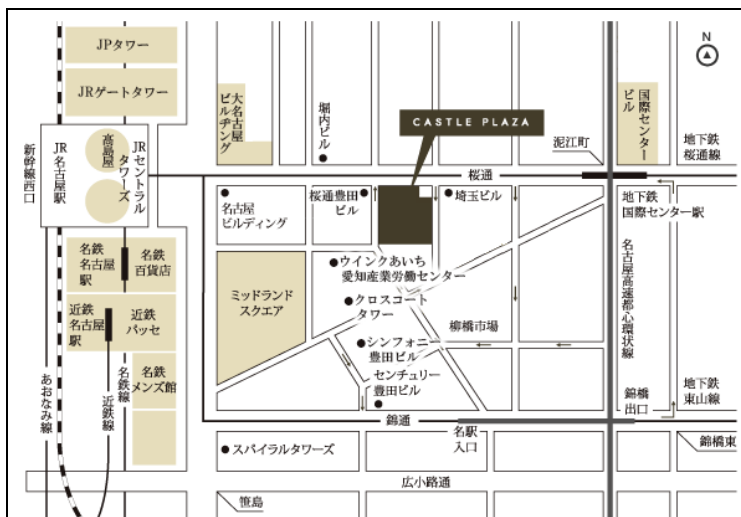 N
JPタワー
JRゲートタワー
大名古屋
ビルヂング
堀内ビル
CASTLE PLAZA
泥江町
国際センター
ビル
地下鉄
桜通線
新幹線西口
JR名古屋駅
髙島屋
JRセントラル
タワーズ
桜通
名古屋
ビルディング
桜通豊田
ビル
埼玉ビル
地下鉄
国際センター駅
名鉄
名古屋
駅
名鉄
百貨店
ウインクあいち
愛知産業労働センター
ミッドランド
スクエア
クロスコート
タワー
名古屋高速都心環状線
近鉄
名古屋
駅
近鉄
パッセ
柳橋市場
シンフォニー
豊田ビル
センチュリー
豊田ビル
名鉄
メンズ館
あおなみ線
近鉄線
名鉄線
錦橋
出口
地下鉄
東山線
錦通
名駅
入口
錦橋東
スパイラルタワーズ
広小路通
笹島